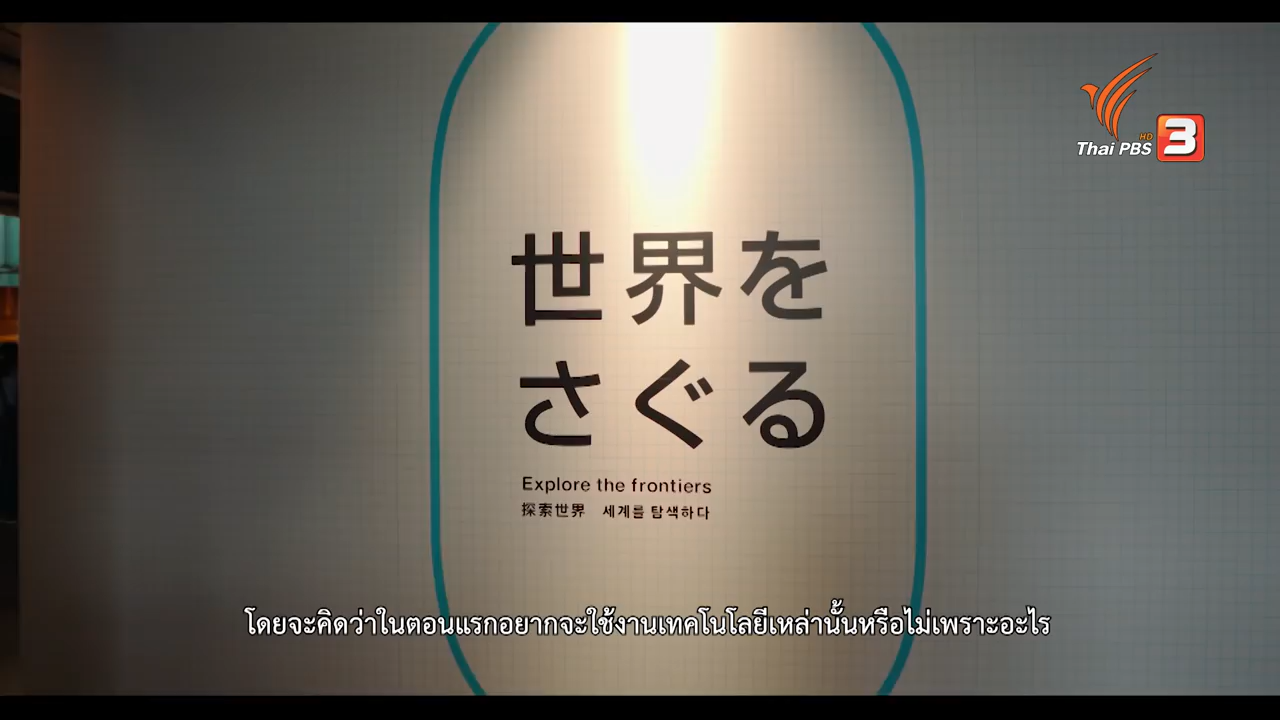 HD
Thai PBS 3
世界を
さぐる
Explore the frontiers
探索世界 세계를 탐색하다
โดยจะคิดว่าในตอนแรกอยากจะใช้งานเทคโนโลยีเหล่านั้นหรือไม่เพราะอะไร